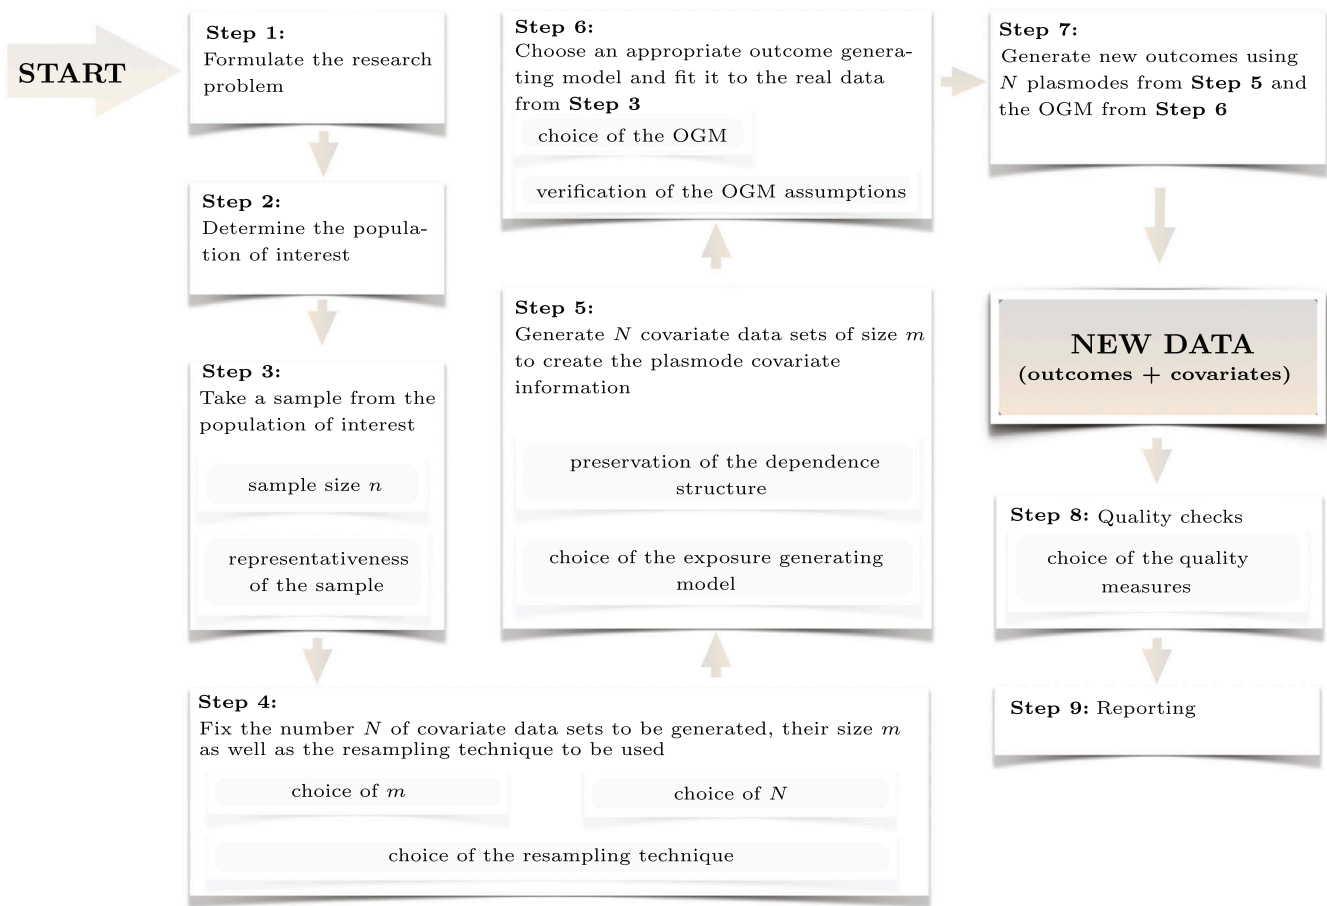 START
Step 1:
Formulate the research
problem
Step 2:
Determine the popula-
tion of interest
Step 3:
Take a sample from the
population of interest
sample size n
representativeness
of the sample
Step 4:
Fix the number N of covariate data sets to be generated, their size m
as well as the resampling technique to be used
choice of m
choice of N
choice of the resampling technique
Step 5:
Generate N covariate data sets of size m
to create the plasmode covariate
information
preservation of the dependence
structure
choice of the exposure generating
model
Step 6:
Choose an appropriate outcome genera-
ting model and fit it to the real data
from Step 3
choice of the OGM
verification of the OGM assumptions
Step 7:
Generate new outcomes using
N plasmodes from Step 5 and
the OGM from Step 6
NEW DATA
(outcomes + covariates)
Step 8: Quality checks
choice of the quality
measures
Step 9: Reporting